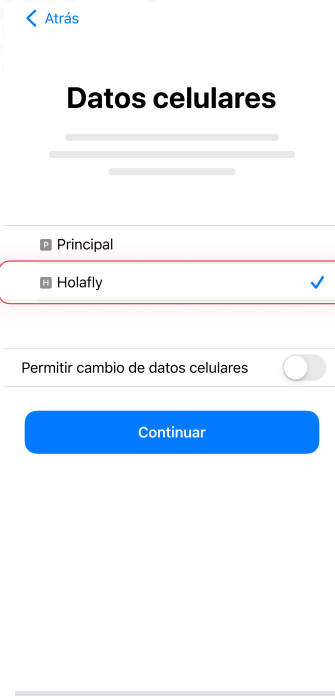 Atrás
Datos celulares
P Principal
H Holafly
Permitir cambio de datos celulares
Continuar